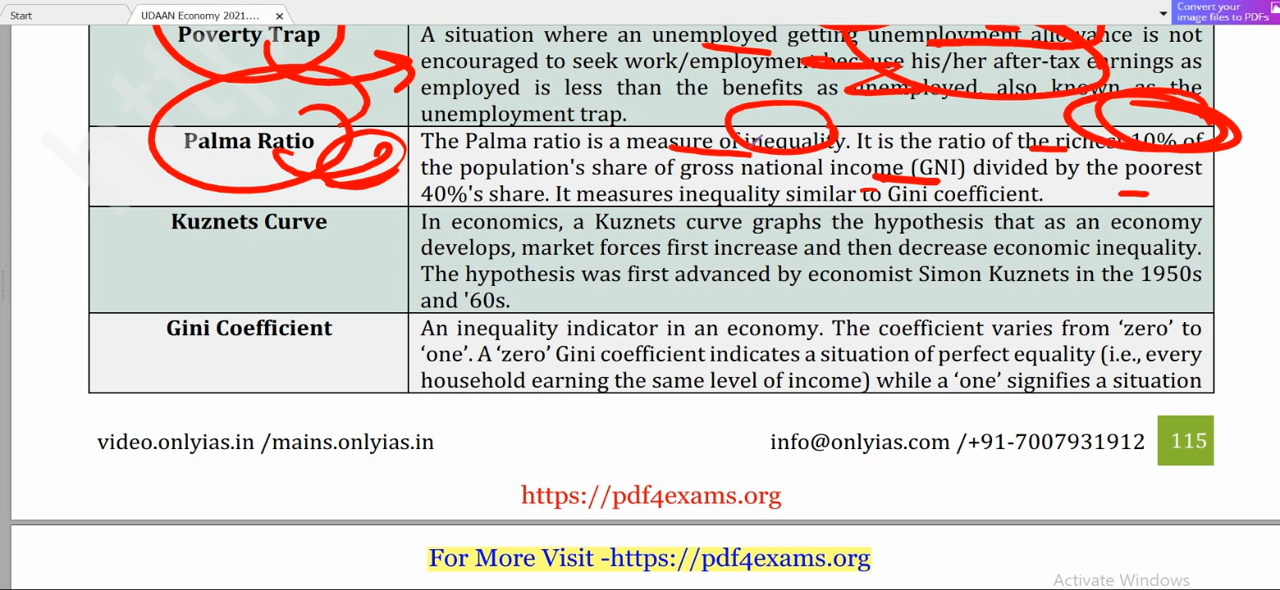 Start
UDAAN Economy 2021....
Convert your
image files to PDFs
Poverty Trap
A situation where an unemployed getting unemployment allowance is not
encouraged to seek work/employment because his/her after-tax earnings as
employed is less than the benefits as unemployed, also known as the
unemployment trap.
Palma Ratio
The Palma ratio is a measure of inequality. It is the ratio of the richest 10% of
the population's share of gross national income (GNI) divided by the poorest
40%'s share. It measures inequality similar to Gini coefficient.
Kuznets Curve
In economics, a Kuznets curve graphs the hypothesis that as an economy
develops, market forces first increase and then decrease economic inequality.
The hypothesis was first advanced by economist Simon Kuznets in the 1950s
and '60s.
Gini Coefficient
An inequality indicator in an economy. The coefficient varies from ‘zero’ to
‘one’. A ‘zero’ Gini coefficient indicates a situation of perfect equality (i.e., every
household earning the same level of income) while a ‘one’ signifies a situation
video.onlyias.in /mains.onlyias.in
info@onlyias.com /+91-7007931912
115
https://pdf4exams.org
For More Visit -https://pdf4exams.org
Activate Windows